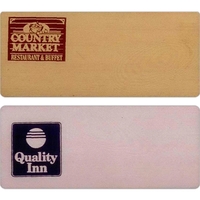 COUNTRY
MARKET
RESTAURANT & BUFFET
Quality
Inn